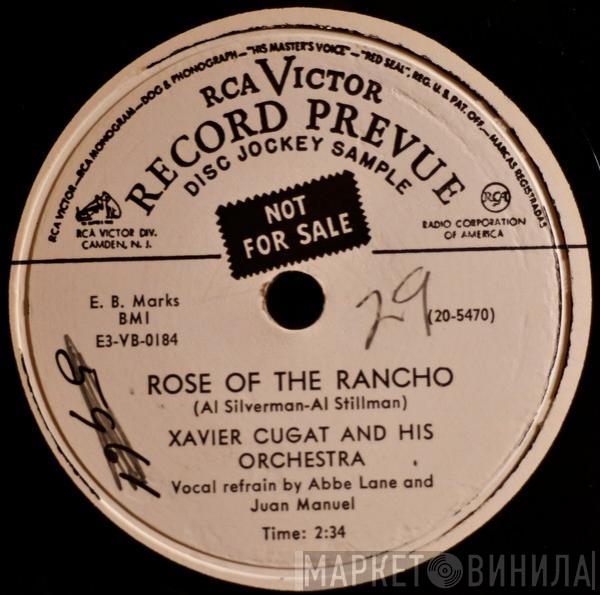 RCA VICTOR—RCA MONOGRAM—DOG & PHONOGRAPH—"HIS MASTER'S VOICE"—"RED SEAL", REG. U. S. PAT. OFF.—MARCAS REGISTRADAS
RCA VICTOR
RECORD PREVUE
DISC JOCKEY SAMPLE
NOT
FOR SALE
RCA VICTOR DIV.
CAMDEN, N. J.
RCA
RADIO CORPORATION
OF AMERICA
E. B. Marks
BMI
E3-VB-0184
29
(20-5470)
ROSE OF THE RANCHO
(Al Silverman-Al Stillman)
XAVIER CUGAT AND HIS
ORCHESTRA
Vocal refrain by Abbe Lane and
Juan Manuel
Time: 2:34
МАРКЕТ ВИНИЛА